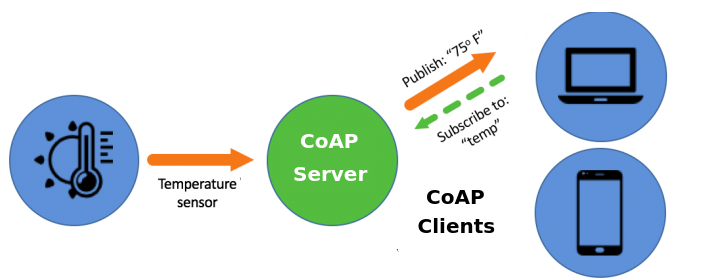 Publish: “75º F”
Subscribe to:
“temp”
CoAP
Server
Temperature
sensor
CoAP
Clients